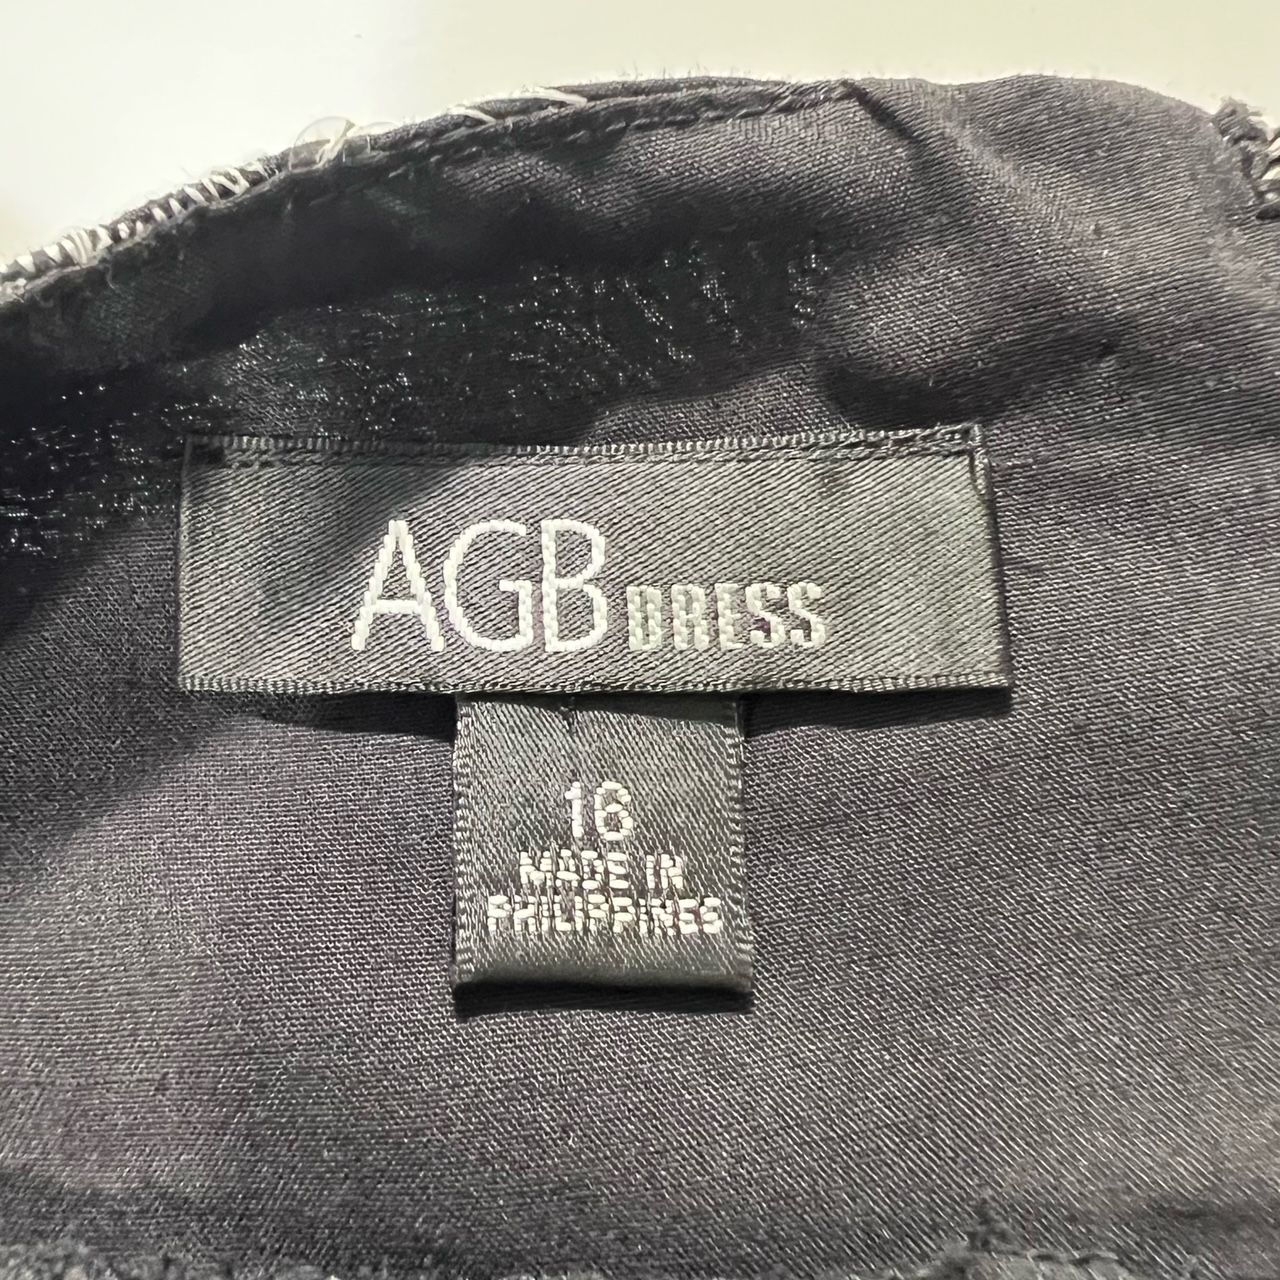 AGB DRESS
16
MADE IN
PHILIPPINES